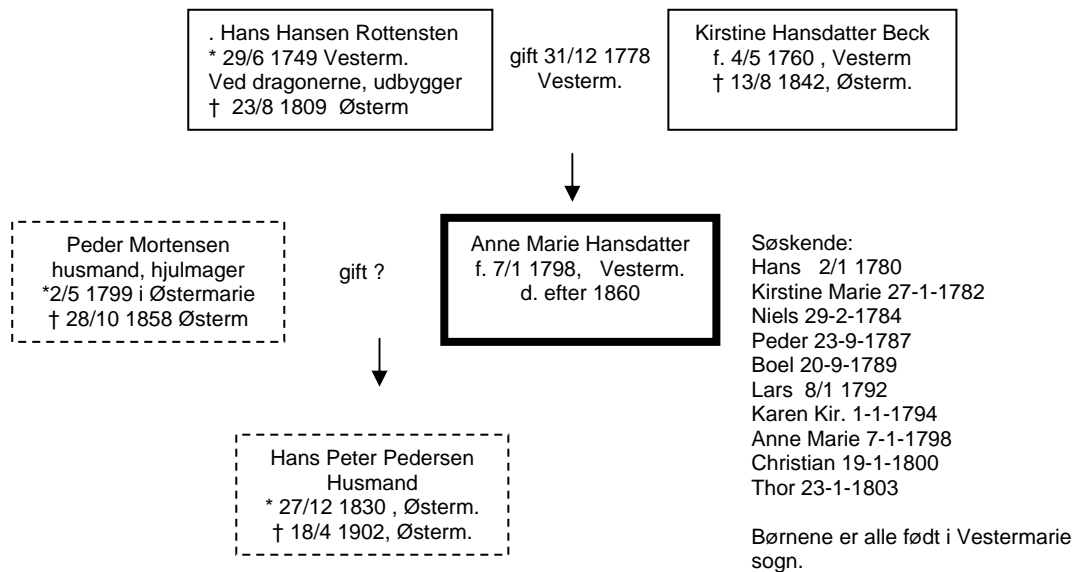 . Hans Hansen Rottensten
* 29/6 1749 Vesterm.
Ved dragonerne, udbygger
† 23/8 1809 Østerm
gift 31/12 1778
Vesterm.
Kirstine Hansdatter Beck
f. 4/5 1760 , Vesterm
† 13/8 1842, Østerm.
Peder Mortensen
husmand, hjulmager
*2/5 1799 i Østermarie
† 28/10 1858 Østerm
gift ?
Anne Marie Hansdatter
f. 7/1 1798, Vesterm.
d. efter 1860
Søskende:
Hans 2/1 1780
Kirstine Marie 27-1-1782
Niels 29-2-1784
Peder 23-9-1787
Boel 20-9-1789
Lars 8/1 1792
Karen Kir. 1-1-1794
Anne Marie 7-1-1798
Christian 19-1-1800
Thor 23-1-1803
Børnene er alle født i Vestermarie
sogn.
Hans Peter Pedersen
Husmand
* 27/12 1830 , Østerm.
† 18/4 1902, Østerm.